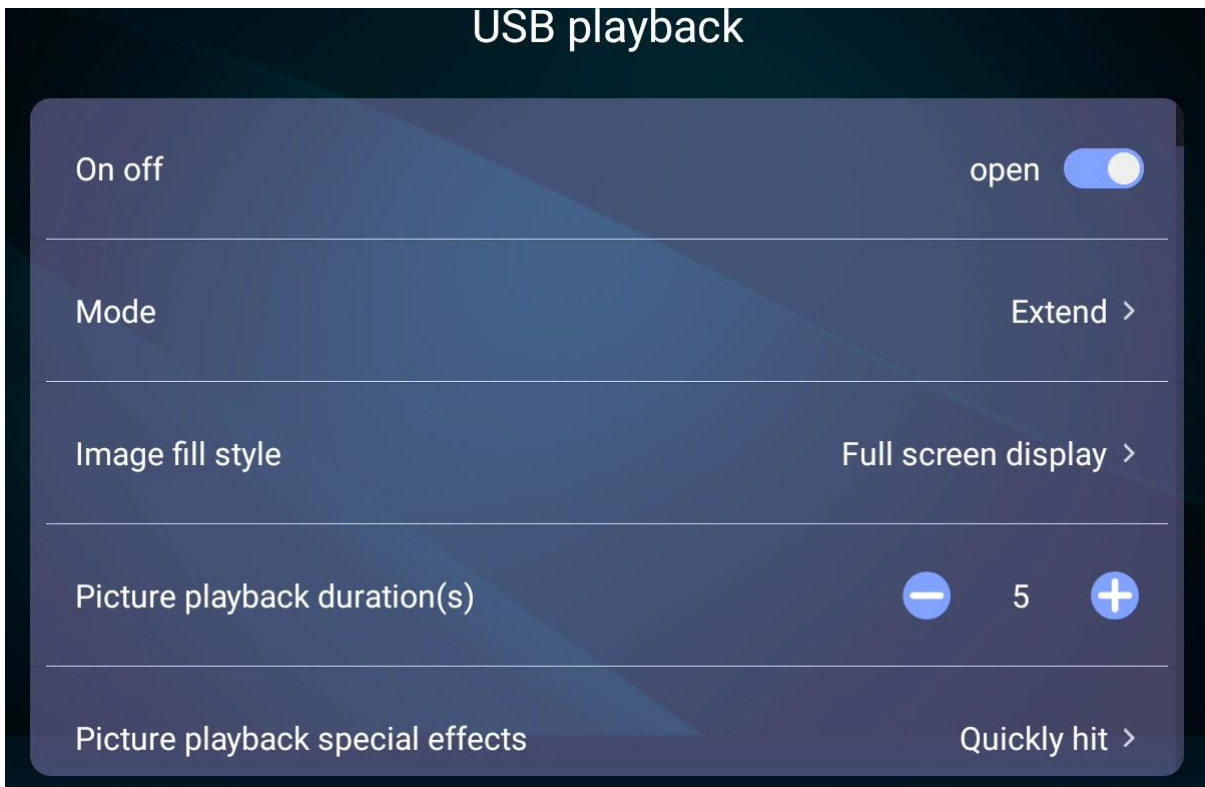 USB playback
On off open
Mode Extend >
Image fill style Full screen display >
Picture playback duration(s) 5
Picture playback special effects Quickly hit >